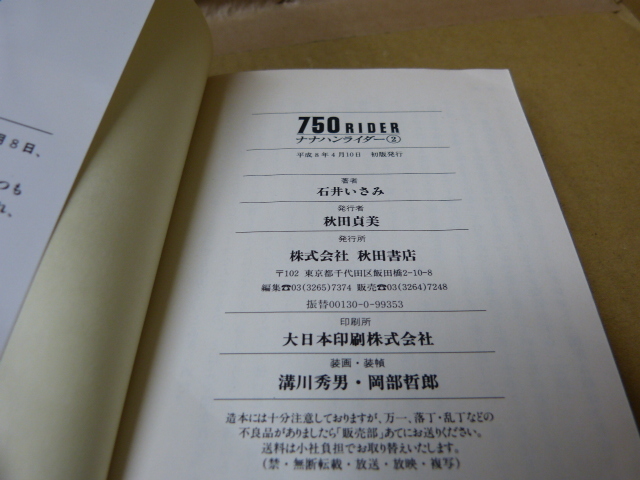 月8日、
つも
れ、
750 RIDER
ナナハンライダー②
平成8年4月10日 初版発行
著者
石井いさみ
発行者
秋田貞美
発行所
株式会社 秋田書店
〒102 東京都千代田区飯田橋2-10-8
編集☎03(3265)7374 販売☎03(3264)7248
振替00130-0-99353
印刷所
大日本印刷株式会社
装画・装幀
溝川秀男・岡部哲郎
造本には十分注意しておりますが、万一、落丁・乱丁などの
不良品がありましたら「販売部」あてにお送りください。
送料は小社負担でお取り替えいたします。
(禁・無断転載・放送・放映・複写)